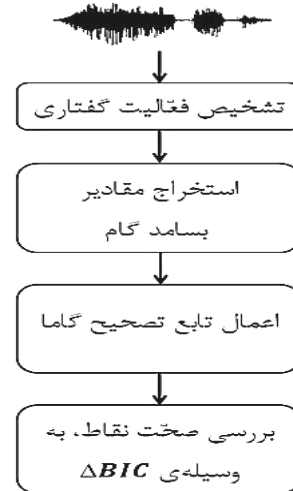 تشخیص فعّالیت گفتاری
استخراج مقادیر
بسامد گام
اعمال تابع تصحیح گاما
بررسی صحّت نقاط، به
وسیله‌ی ΔBIC